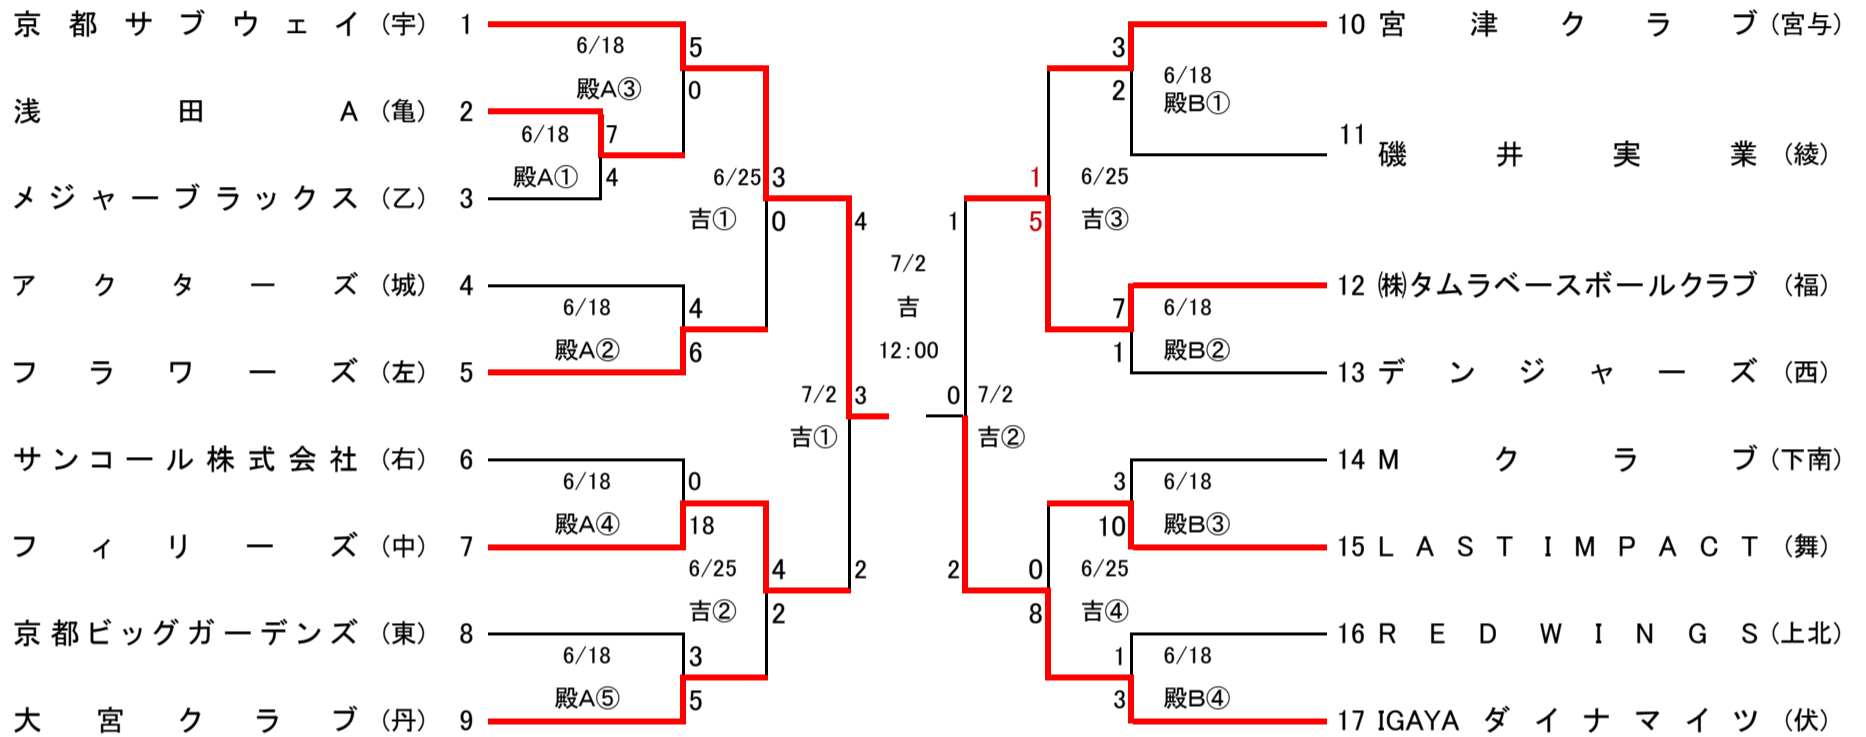 京都サブウェイ (宇) 1
6/18
殿A③
5
0
浅田A (亀) 2
6/18
殿A①
7
4
メジャーブラックス (乙) 3
6/25
吉①
3
0
アクターズ (城) 4
6/18
殿A②
4
6
フラワーズ (左) 5
7/2
吉①
4
2
サンコール株式会社 (右) 6
6/18
殿A④
0
18
フィリーズ (中) 7
6/25
吉②
4
2
京都ビッグガーデンズ (東) 8
6/18
殿A⑤
3
5
大宮クラブ (丹) 9
7/2
吉
12:00
3
0
10 宮津クラブ (宮与)
3
2
6/18
殿B①
11 磯井実業 (綾)
1
5
6/25
吉③
12 ㈱タムラベースボールクラブ (福)
7
1
6/18
殿B②
13 デンジャーズ (西)
1
2
7/2
吉②
14 Mクラブ (下南)
3
10
6/18
殿B③
15 LAST IMPACT (舞)
0
8
6/25
吉④
16 RED WINGS (上北)
1
3
6/18
殿B④
17 IGAYAダイナマイツ (伏)